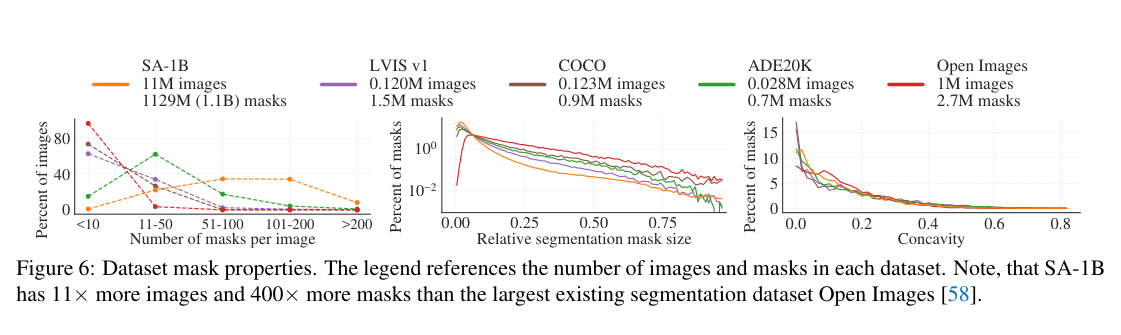 SA-1B
11M images
1129M (1.1B) masks
LVIS v1
0.120M images
1.5M masks
COCO
0.123M images
0.9M masks
ADE20K
0.028M images
0.7M masks
Open Images
1M images
2.7M masks
Percent of images
80
40
0
<10 11-50 51-100 101-200 >200
Number of masks per image
Percent of masks
10⁰
10⁻²
0.00 0.25 0.50 0.75
Relative segmentation mask size
Percent of masks
15
10
5
0
0.0 0.2 0.4 0.6 0.8
Concavity
Figure 6: Dataset mask properties. The legend references the number of images and masks in each dataset. Note, that SA-1B
has 11× more images and 400× more masks than the largest existing segmentation dataset Open Images [58].